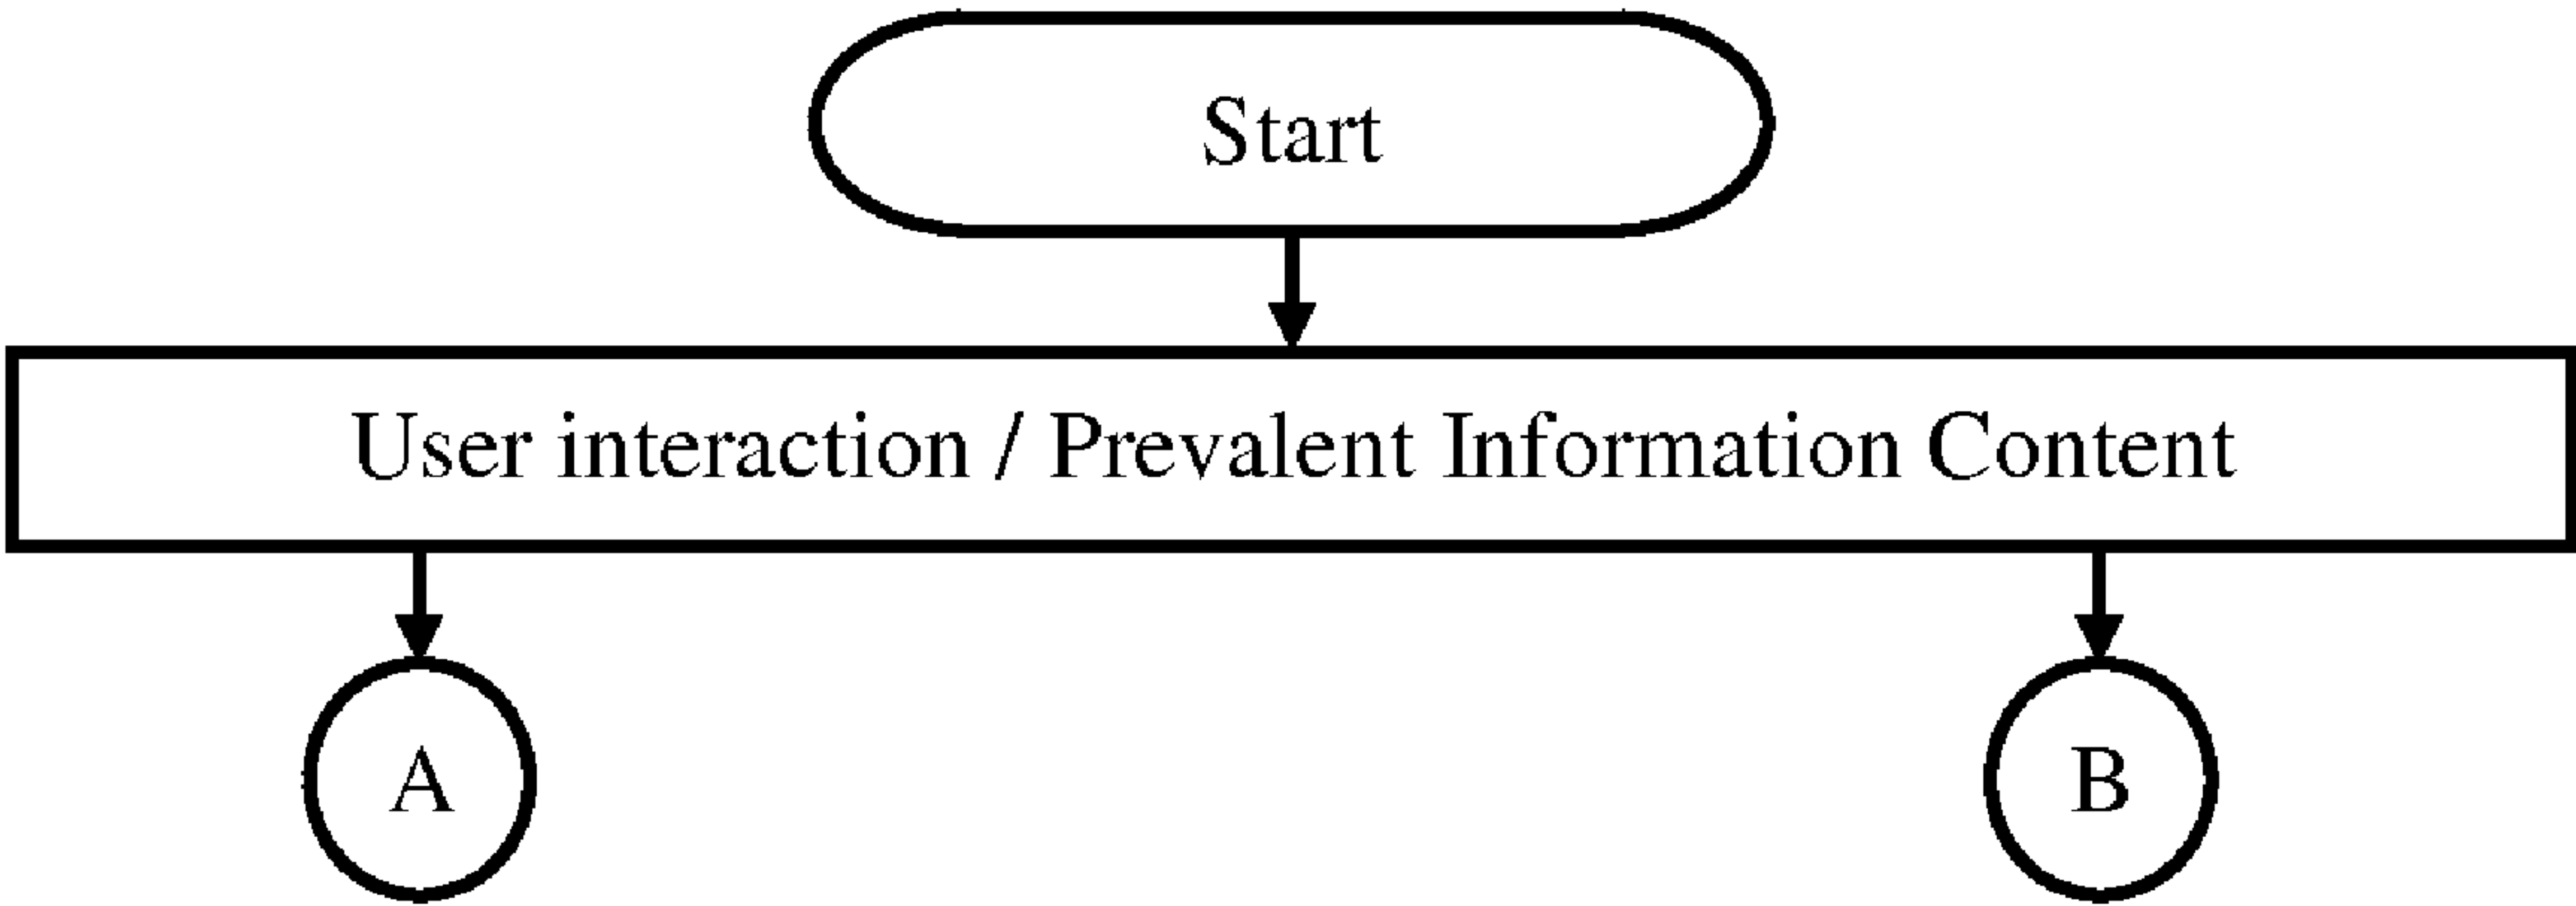 Start
User interaction / Prevalent Information Content
A
B